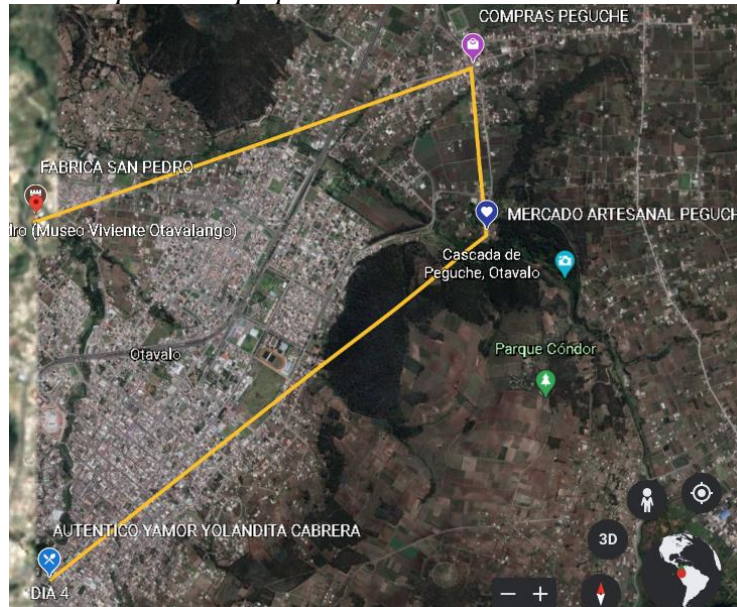 COMPRAS PEGUCHE
FABRICA SAN PEDRO
dro (Museo Viviente Otavalango)
MERCADO ARTESANAL PEGUCH
Cascada de
Peguche, Otavalo
Otavalo
Parque Cóndor
AUTENTICO YAMOR YOLANDITA CABRERA
3D
DIA 4